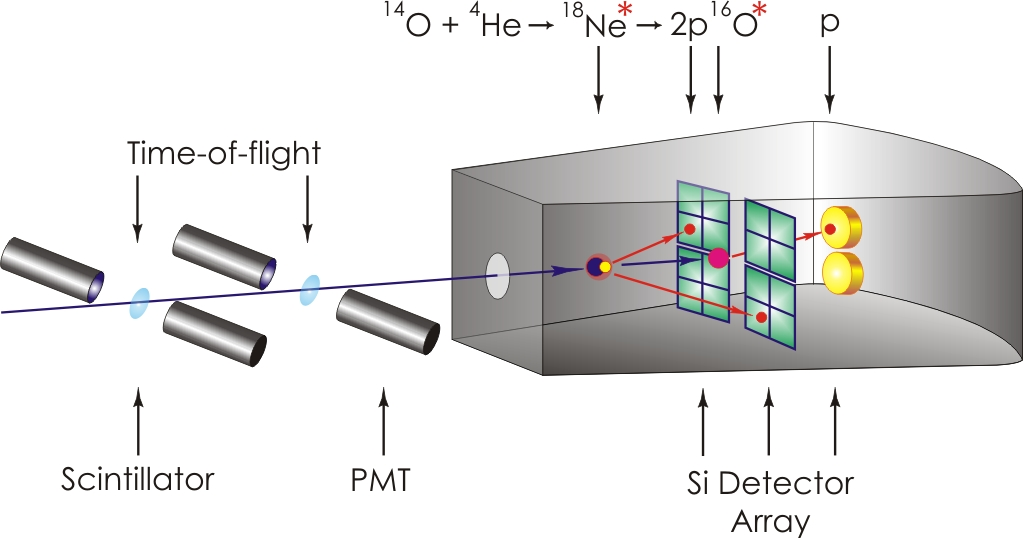 ¹⁴O + ⁴He → ¹⁸Ne* → 2p ¹⁶O* p
Time-of-flight
Scintillator
PMT
Si Detector
Array